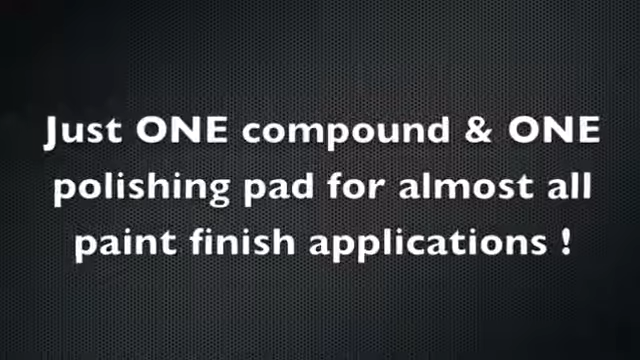 Just ONE compound & ONE
polishing pad for almost all
paint finish applications !